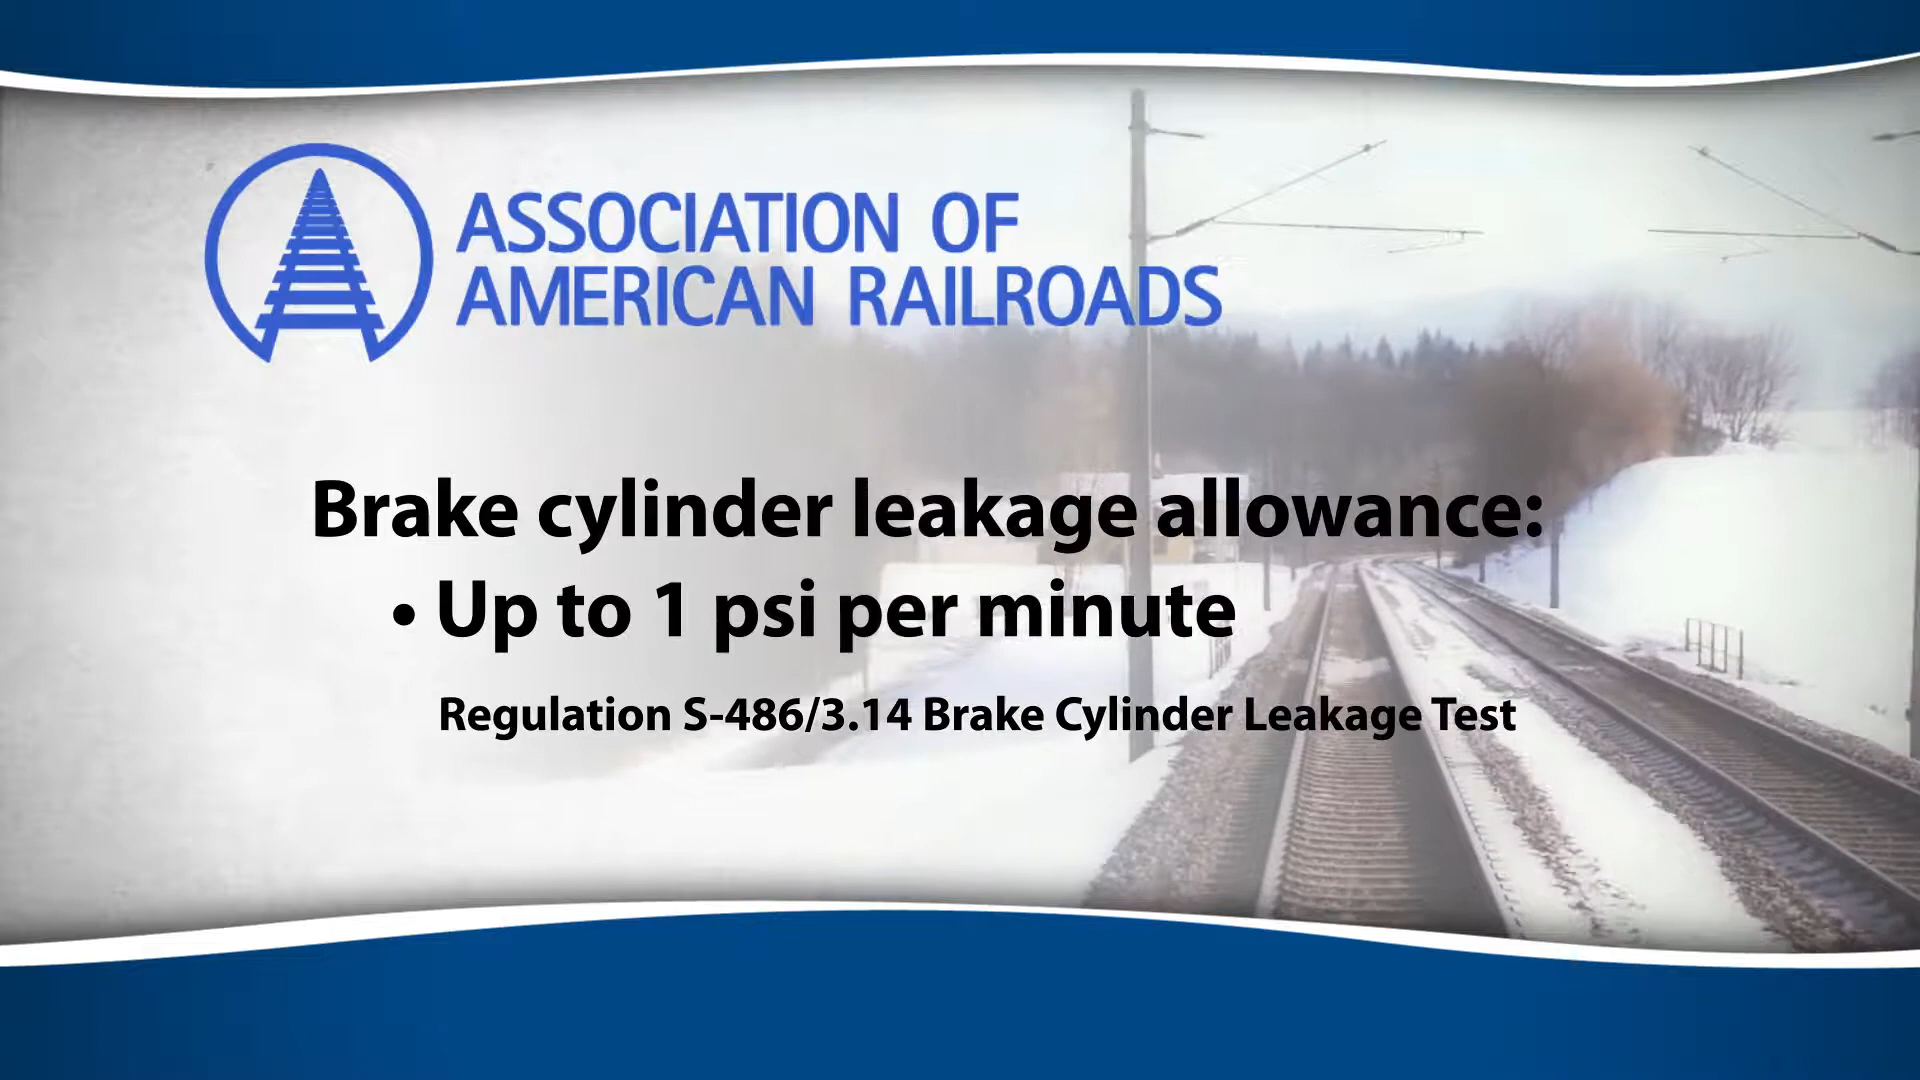 ASSOCIATION OF
AMERICAN RAILROADS
Brake cylinder leakage allowance:
• Up to 1 psi per minute
Regulation S-486/3.14 Brake Cylinder Leakage Test